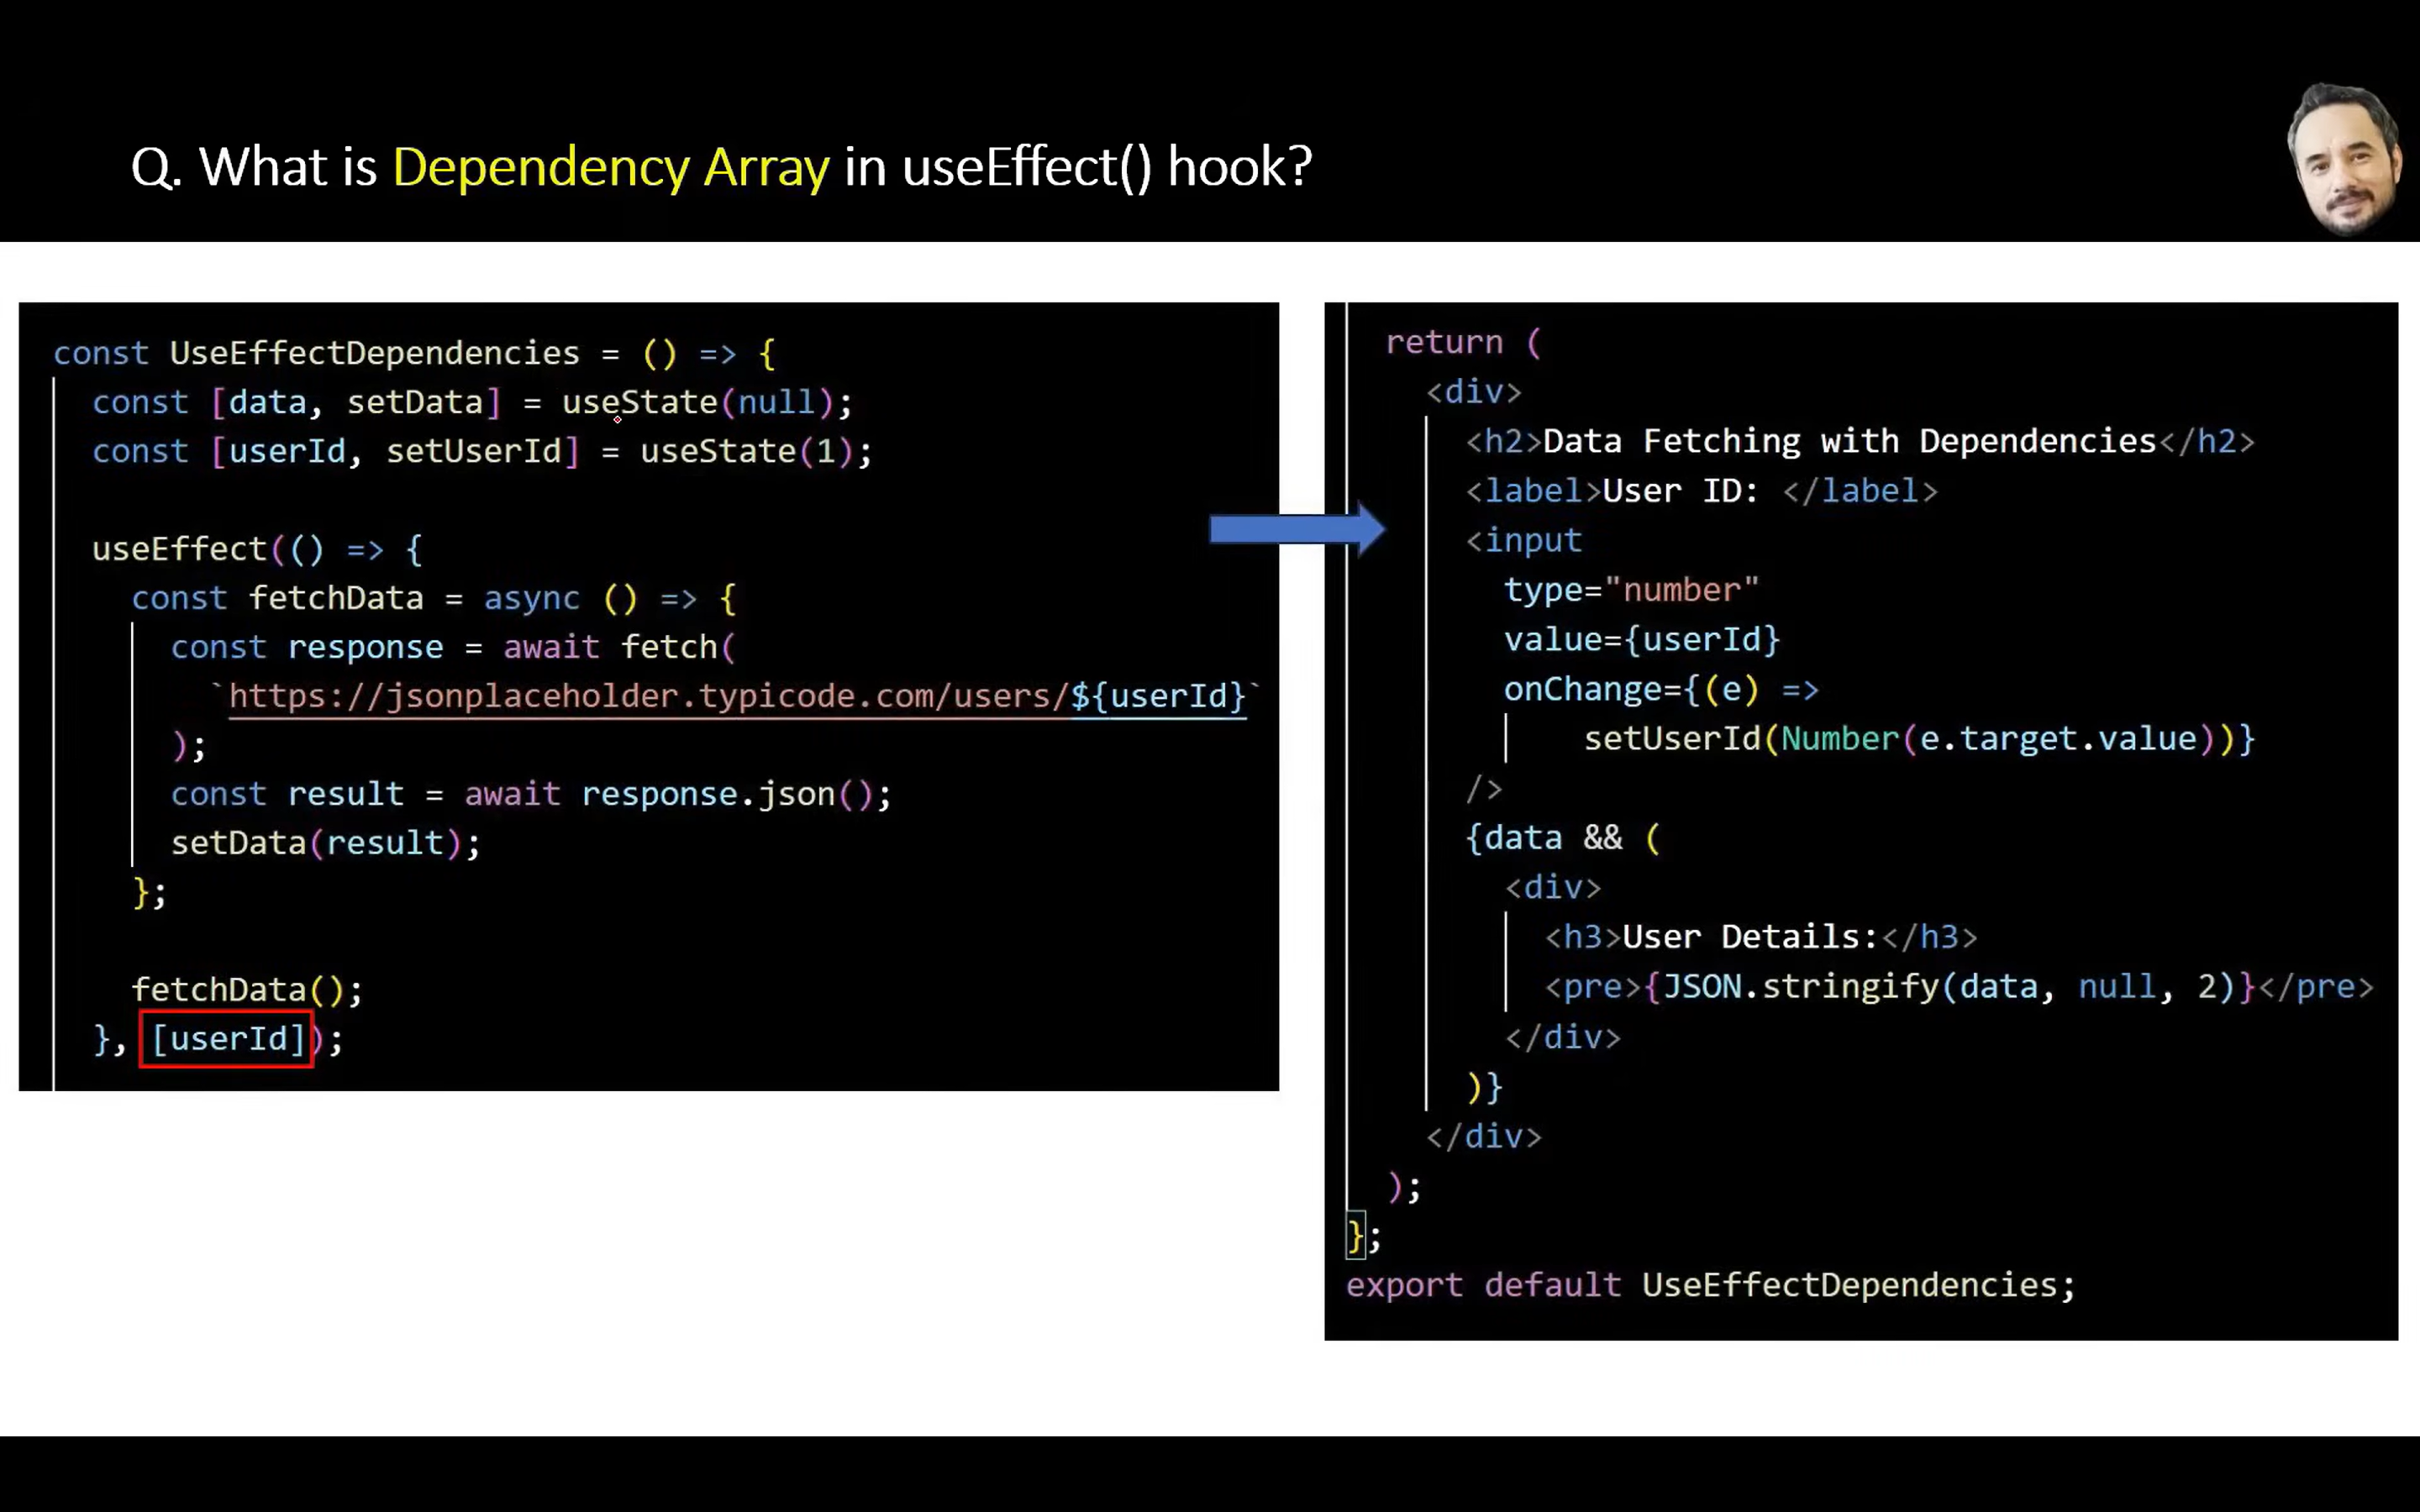 Q. What is Dependency Array in useEffect() hook?
const UseEffectDependencies = () => {
const [data, setData] = useState(null);
const [userId, setUserId] = useState(1);
useEffect(() => {
const fetchData = async () => {
const response = await fetch(
`https://jsonplaceholder.typicode.com/users/${userId}`
);
const result = await response.json();
setData(result);
};
fetchData();
}, [userId]);
return (
<div>
<h2>Data Fetching with Dependencies</h2>
<label>User ID: </label>
<input
type="number"
value={userId}
onChange={(e) =>
setUserId(Number(e.target.value))}
/>
{data && (
<div>
<h3>User Details:</h3>
<pre>{JSON.stringify(data, null, 2)}</pre>
</div>
)}
</div>
);
};
export default UseEffectDependencies;